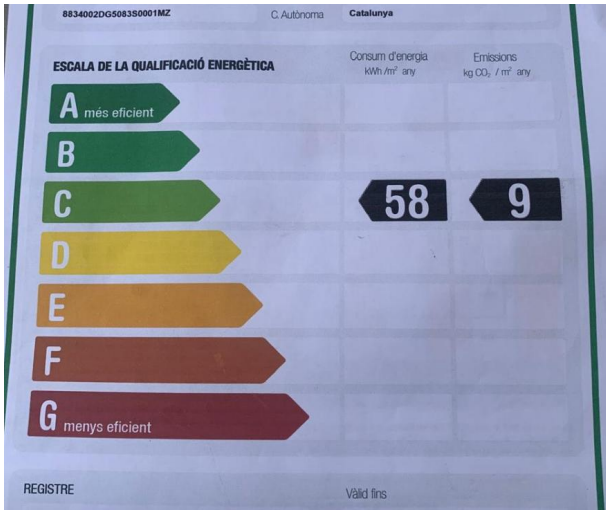 8834002DG5083S0001MZ C. Autònoma Catalunya
ESCALA DE LA QUALIFICACIÓ ENERGÈTICA
Consum d'energia
kWh /m² any
Emissions
kg CO₂ / m² any
A més eficient
B
C 58 9
D
E
F
G menys eficient
REGISTRE Vàlid fins